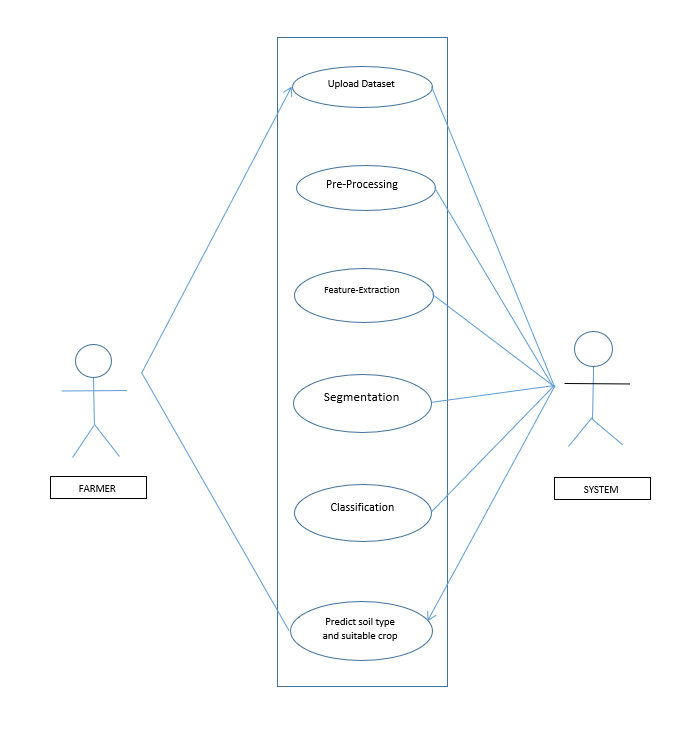 Upload Dataset
Pre-Processing
Feature-Extraction
Segmentation
Classification
Predict soil type
and suitable crop
FARMER
SYSTEM